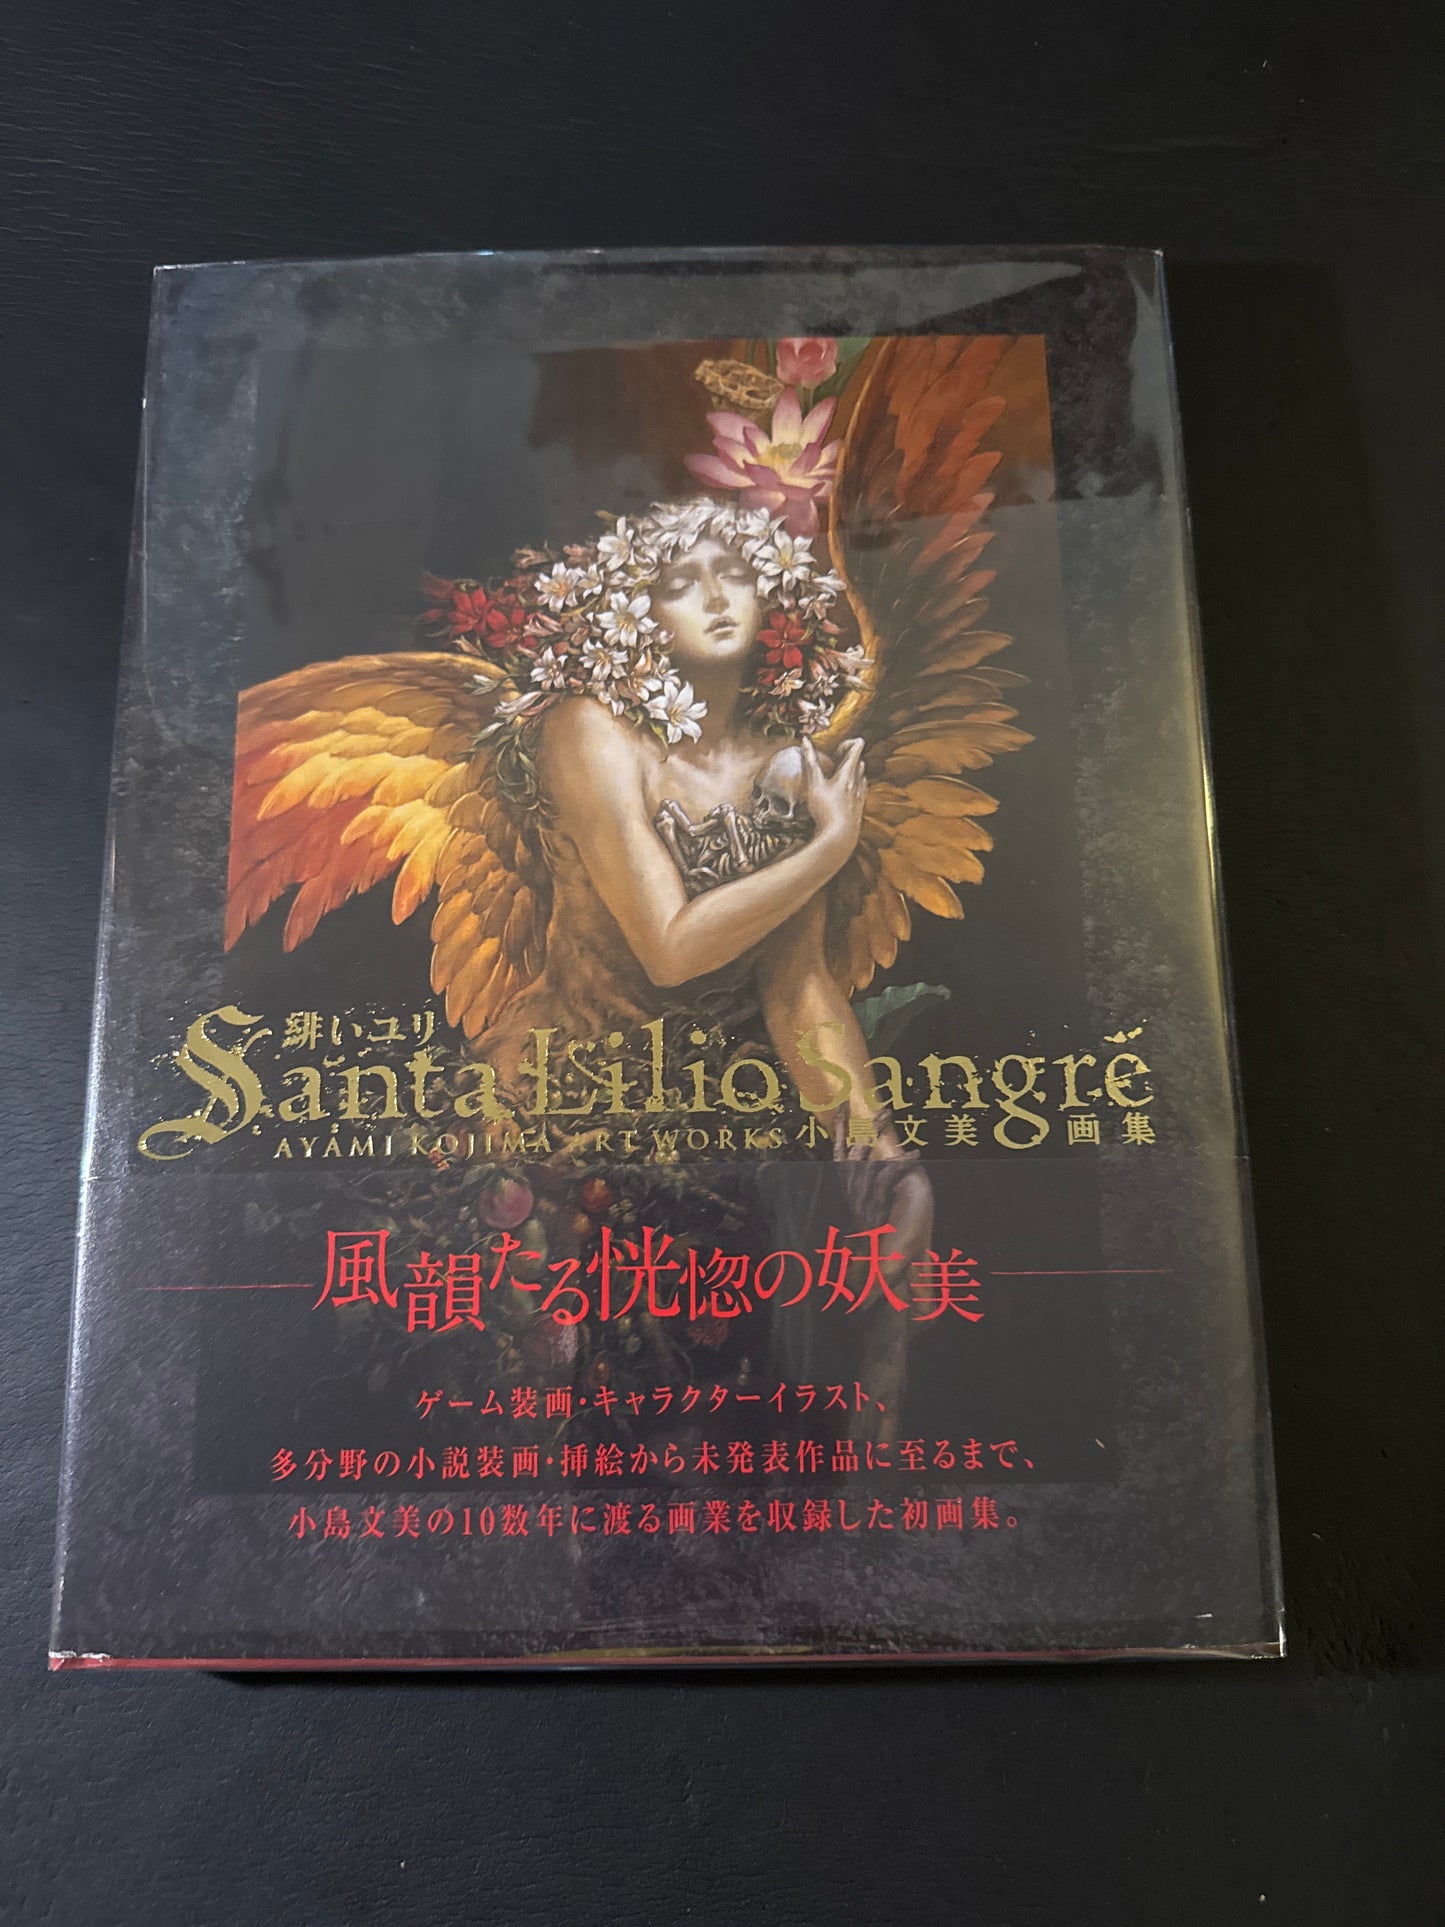 緋いユリ
Santa Lilio Sangre
AYAMI KOJIMA ART WORKS 小島文美画集
風韻たる恍惚の妖美
ゲーム装画・キャラクターイラスト、
多分野の小説装画・挿絵から未発表作品に至るまで、
小島文美の10数年に渡る画業を収録した初画集。